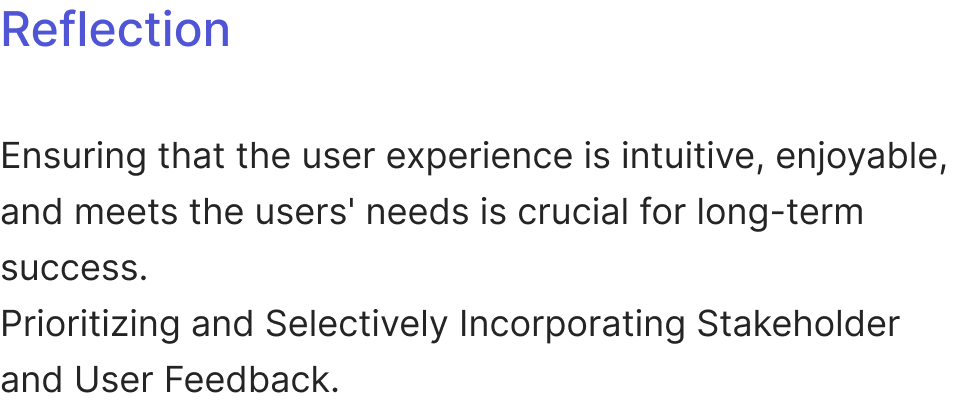 Reflection
Ensuring that the user experience is intuitive, enjoyable,
and meets the users' needs is crucial for long-term
success.
Prioritizing and Selectively Incorporating Stakeholder
and User Feedback.